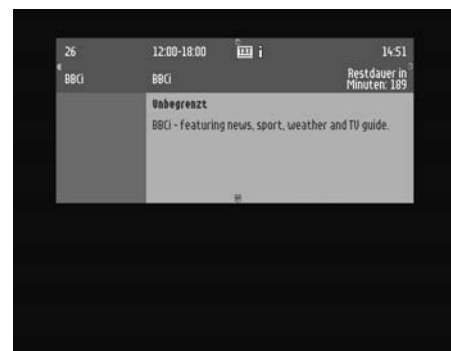 26 12:00-18:00 i 14:51
BBCi BBCi Restdauer in
Minuten: 189
Unbegrenzt
BBCi - featuring news, sport, weather and TV guide.